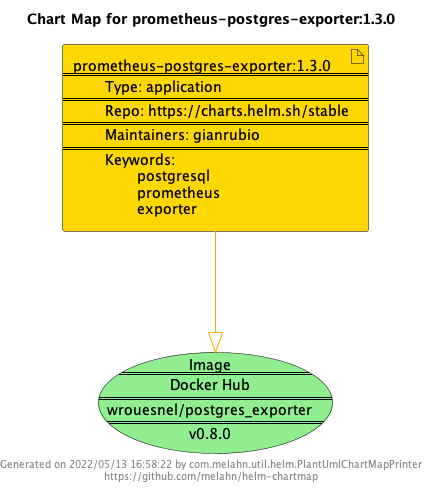 Chart Map for prometheus-postgres-exporter:1.3.0
prometheus-postgres-exporter:1.3.0
Type: application
Repo: https://charts.helm.sh/stable
Maintainers: gianrubio
Keywords:
postgresql
prometheus
exporter
Image
Docker Hub
wrouesnel/postgres_exporter
v0.8.0
Generated on 2022/05/13 16:58:22 by com.melahn.util.helm.PlantUmlChartMapPrinter
https://github.com/melahn/helm-chartmap